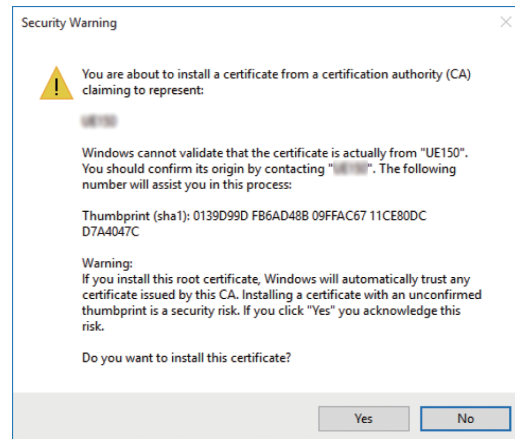 Security Warning
You are about to install a certificate from a certification authority (CA)
claiming to represent:
Windows cannot validate that the certificate is actually from "UE150".
You should confirm its origin by contacting " ". The following
number will assist you in this process:
Thumbprint (sha1): 0139D99D FB6AD48B 09FFAC67 11CE80DC
D7A4047C
Warning:
If you install this root certificate, Windows will automatically trust any
certificate issued by this CA. Installing a certificate with an unconfirmed
thumbprint is a security risk. If you click "Yes" you acknowledge this
risk.
Do you want to install this certificate?
Yes No